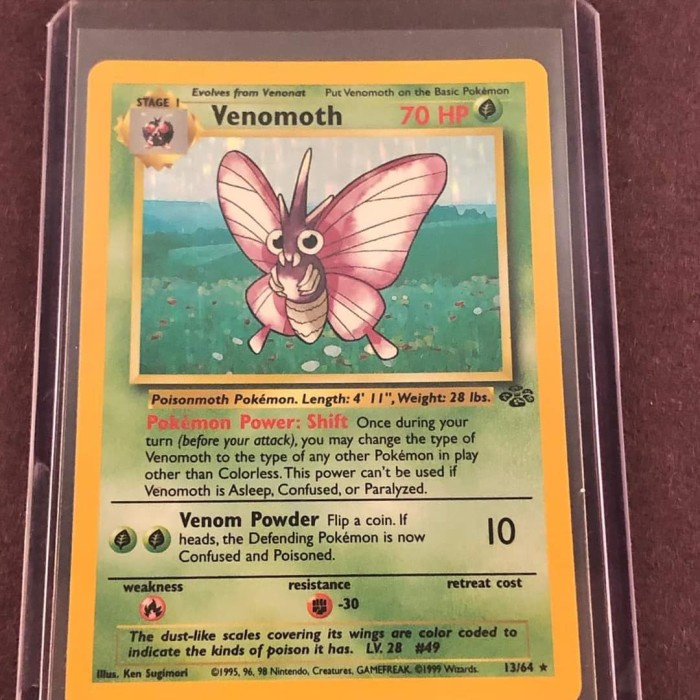 Evolves from Venonat Put Venomoth on the Basic Pokémon
STAGE 1
Venomoth 70 HP
Poisonmoth Pokémon. Length: 4' 11", Weight: 28 lbs.
Pokémon Power: Shift Once during your
turn (before your attack), you may change the type of
Venomoth to the type of any other Pokémon in play
other than Colorless. This power can't be used if
Venomoth is Asleep, Confused, or Paralyzed.
Venom Powder Flip a coin. If
heads, the Defending Pokémon is now
Confused and Poisoned.
10
weakness resistance retreat cost
-30
The dust-like scales covering its wings are color coded to
indicate the kinds of poison it has. LV. 28 #49
Illus. Ken Sugimori ©1995, 96, 98 Nintendo, Creatures, GAMEFREAK. ©1999 Wizards. 13/64 ★